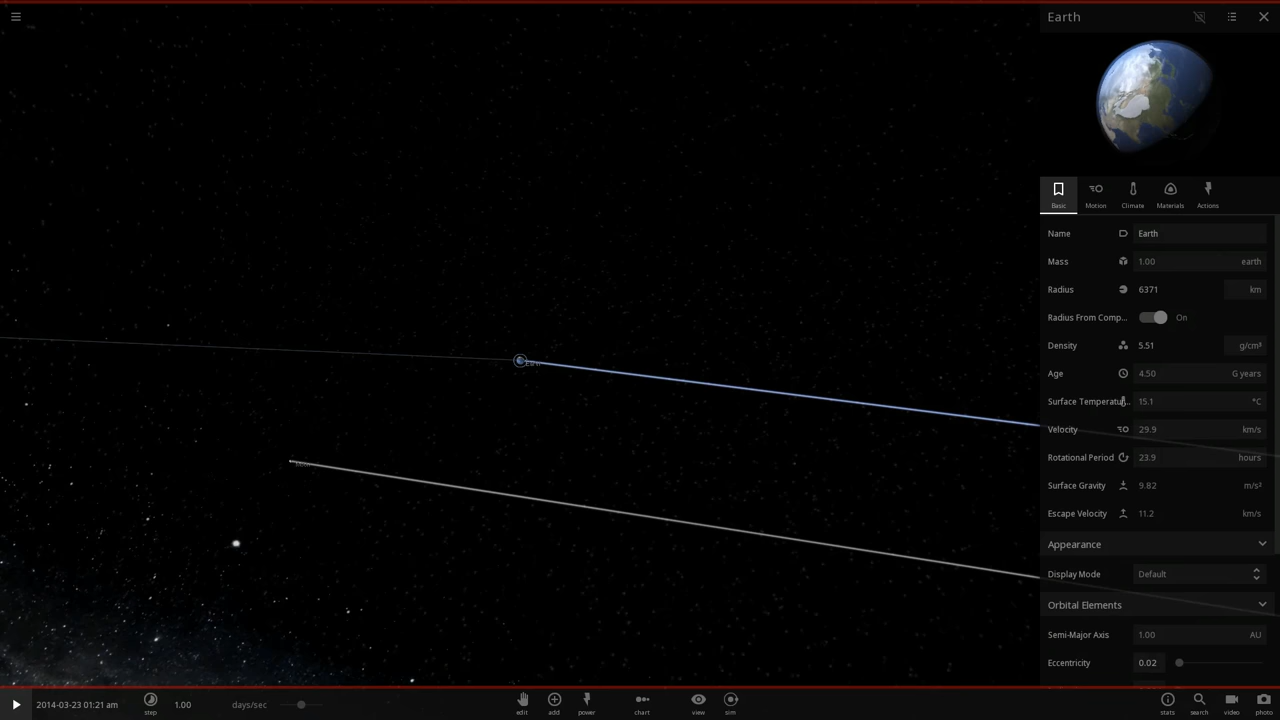 Earth
Basic
Motion
Climate
Materials
Actions
Name Earth
Mass 1.00 earth
Radius 6371 km
Radius From Comp... On
Density 5.51 g/cm³
Age 4.50 G years
Surface Temperatur... 15.1 °C
Velocity 29.9 km/s
Rotational Period 23.9 hours
Surface Gravity 9.82 m/s²
Escape Velocity 11.2 km/s
Appearance
Display Mode Default
Orbital Elements
Semi-Major Axis 1.00 AU
Eccentricity 0.02
Earth
Moon
2014-03-23 01:21 am
step
1.00 days/sec
edit
add
power
chart
view
sim
stats
search
video
photo